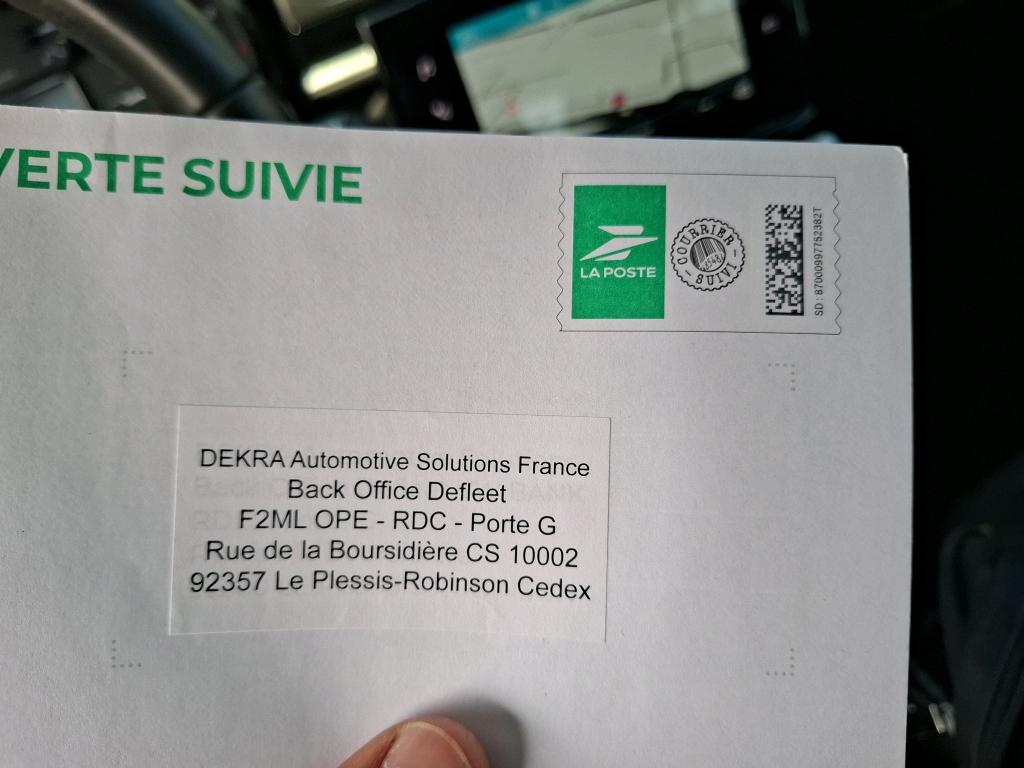 VERTE SUIVIE
LA POSTE
COURRIER
SUIVI
SD : 87000997752382T
DEKRA Automotive Solutions France
Back Office Defleet
F2ML OPE - RDC - Porte G
Rue de la Boursidière CS 10002
92357 Le Plessis-Robinson Cedex